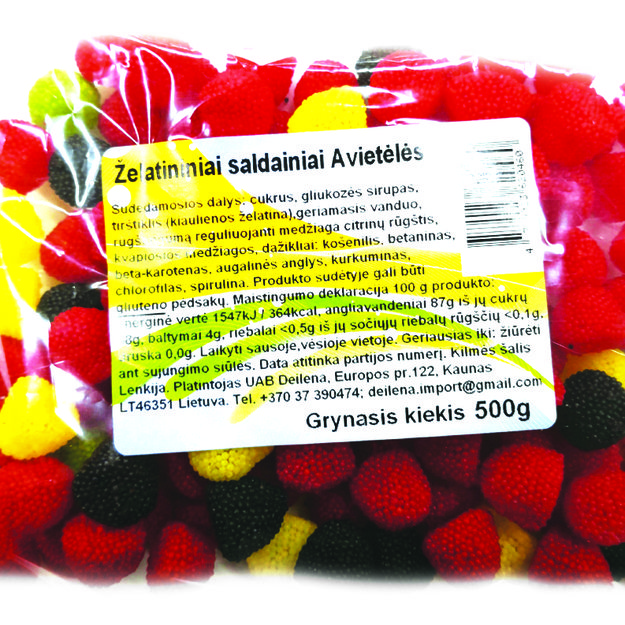 Želatininiai saldainiai Avietėlės
Sudedamosios dalys: cukrus, gliukozės sirupas,
tirštiklis (kiaulienos želatina),geriamasis vanduo,
reguliuojanti medžiaga citrinų rūgštis,
kvapiosios medžiagos, dažikliai: košenilis, betaninas,
beta-karotenas, augalinės anglys, kurkuminas,
chlorofilas, spirulina. Produkto sudėtyje gali būti
gliuteno pėdsakų. Maistingumo deklaracija 100 g produkto:
energinė vertė 1547kJ / 364kcal, angliavandeniai 87g iš jų cukrų
8g, baltymai 4g, riebalai <0,5g iš jų sočiųjų riebalų rūgščių <0.1g,
druska 0,0g. Laikyti sausoje,vėsioje vietoje. Geriausias iki: žiūrėti
ant sujungimo siūlės. Data atitinka partijos numerį. Kilmės šalis
Lenkija. Platintojas UAB Deilena, Europos pr.122, Kaunas
LT46351 Lietuva. Tel. +370 37 390474; deilena.import@gmail.com
Grynasis kiekis 500g